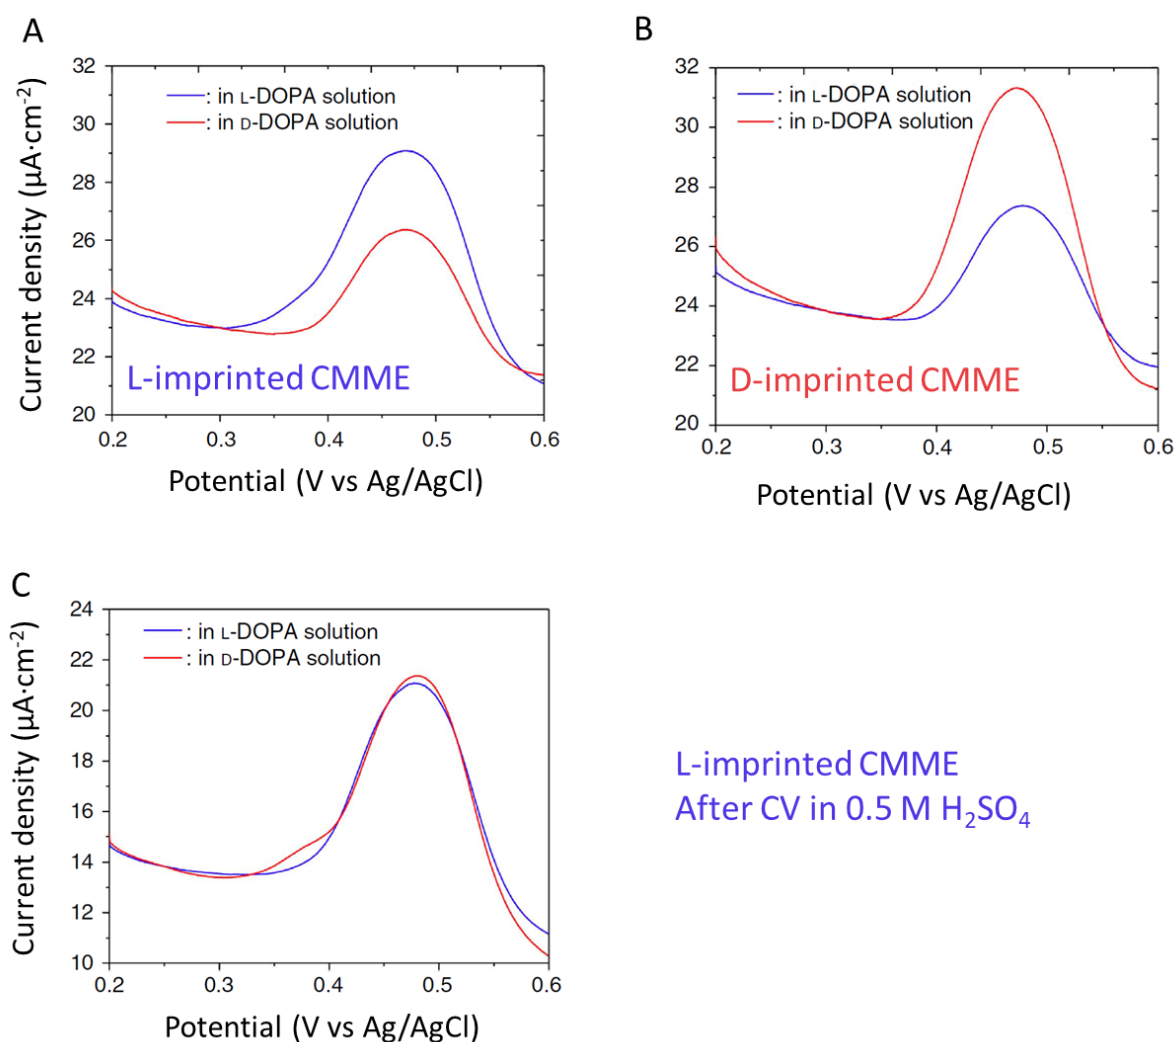 A
32
30
28
26
24
22
20
Current density (µA·cm⁻²)
: in L-DOPA solution
: in D-DOPA solution
L-imprinted CMME
0.2 0.3 0.4 0.5 0.6
Potential (V vs Ag/AgCl)
B
32
30
28
26
24
22
20
: in L-DOPA solution
: in D-DOPA solution
D-imprinted CMME
0.2 0.3 0.4 0.5 0.6
Potential (V vs Ag/AgCl)
C
24
22
20
18
16
14
12
10
Current density (µA·cm⁻²)
: in L-DOPA solution
: in D-DOPA solution
0.2 0.3 0.4 0.5 0.6
Potential (V vs Ag/AgCl)
L-imprinted CMME
After CV in 0.5 M H₂SO₄